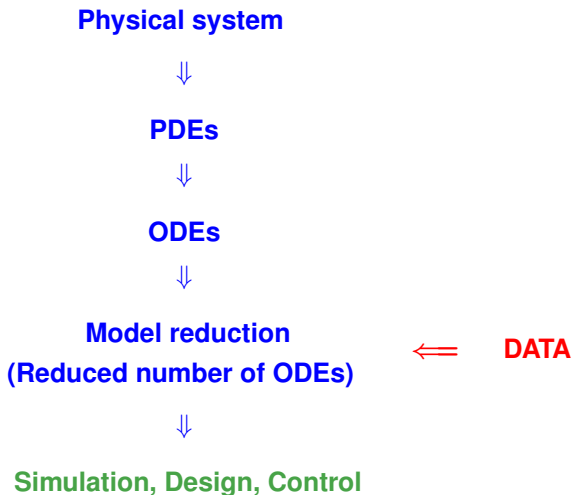 Physical system
⇓
PDEs
⇓
ODEs
⇓
Model reduction
(Reduced number of ODEs)
⇐ DATA
⇓
Simulation, Design, Control